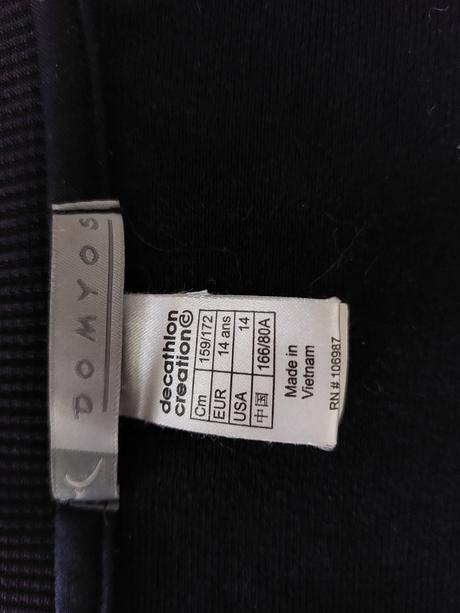 DOMYOS
decathlon
creation©
Cm 159/172
EUR 14 ans
USA 14
中国 166/80A
Made in
Vietnam
RN # 106987